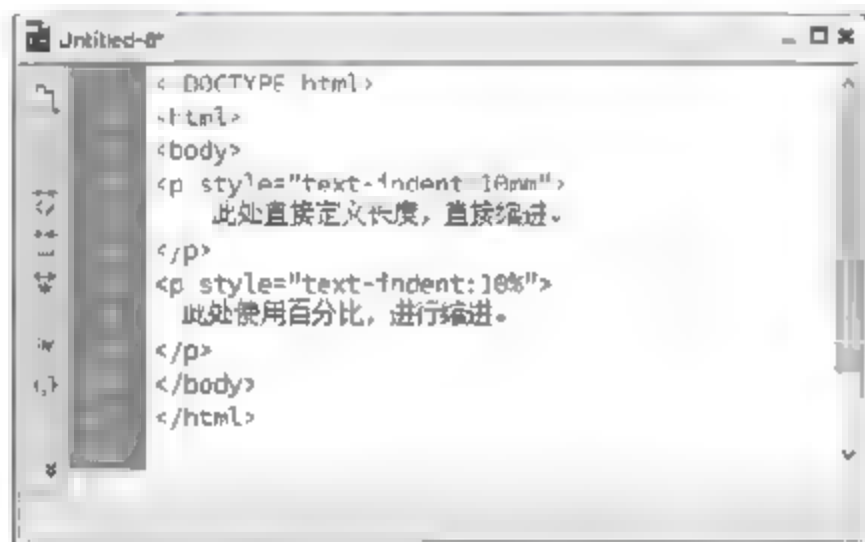 Untitled-8*
< DOCTYPE html>
<html>
<body>
<p style="text-indent 10mm">
此处直接定义长度，直接缩进。
</p>
<p style="text-indent:10%">
此处使用百分比，进行缩进。
</p>
</body>
</html>